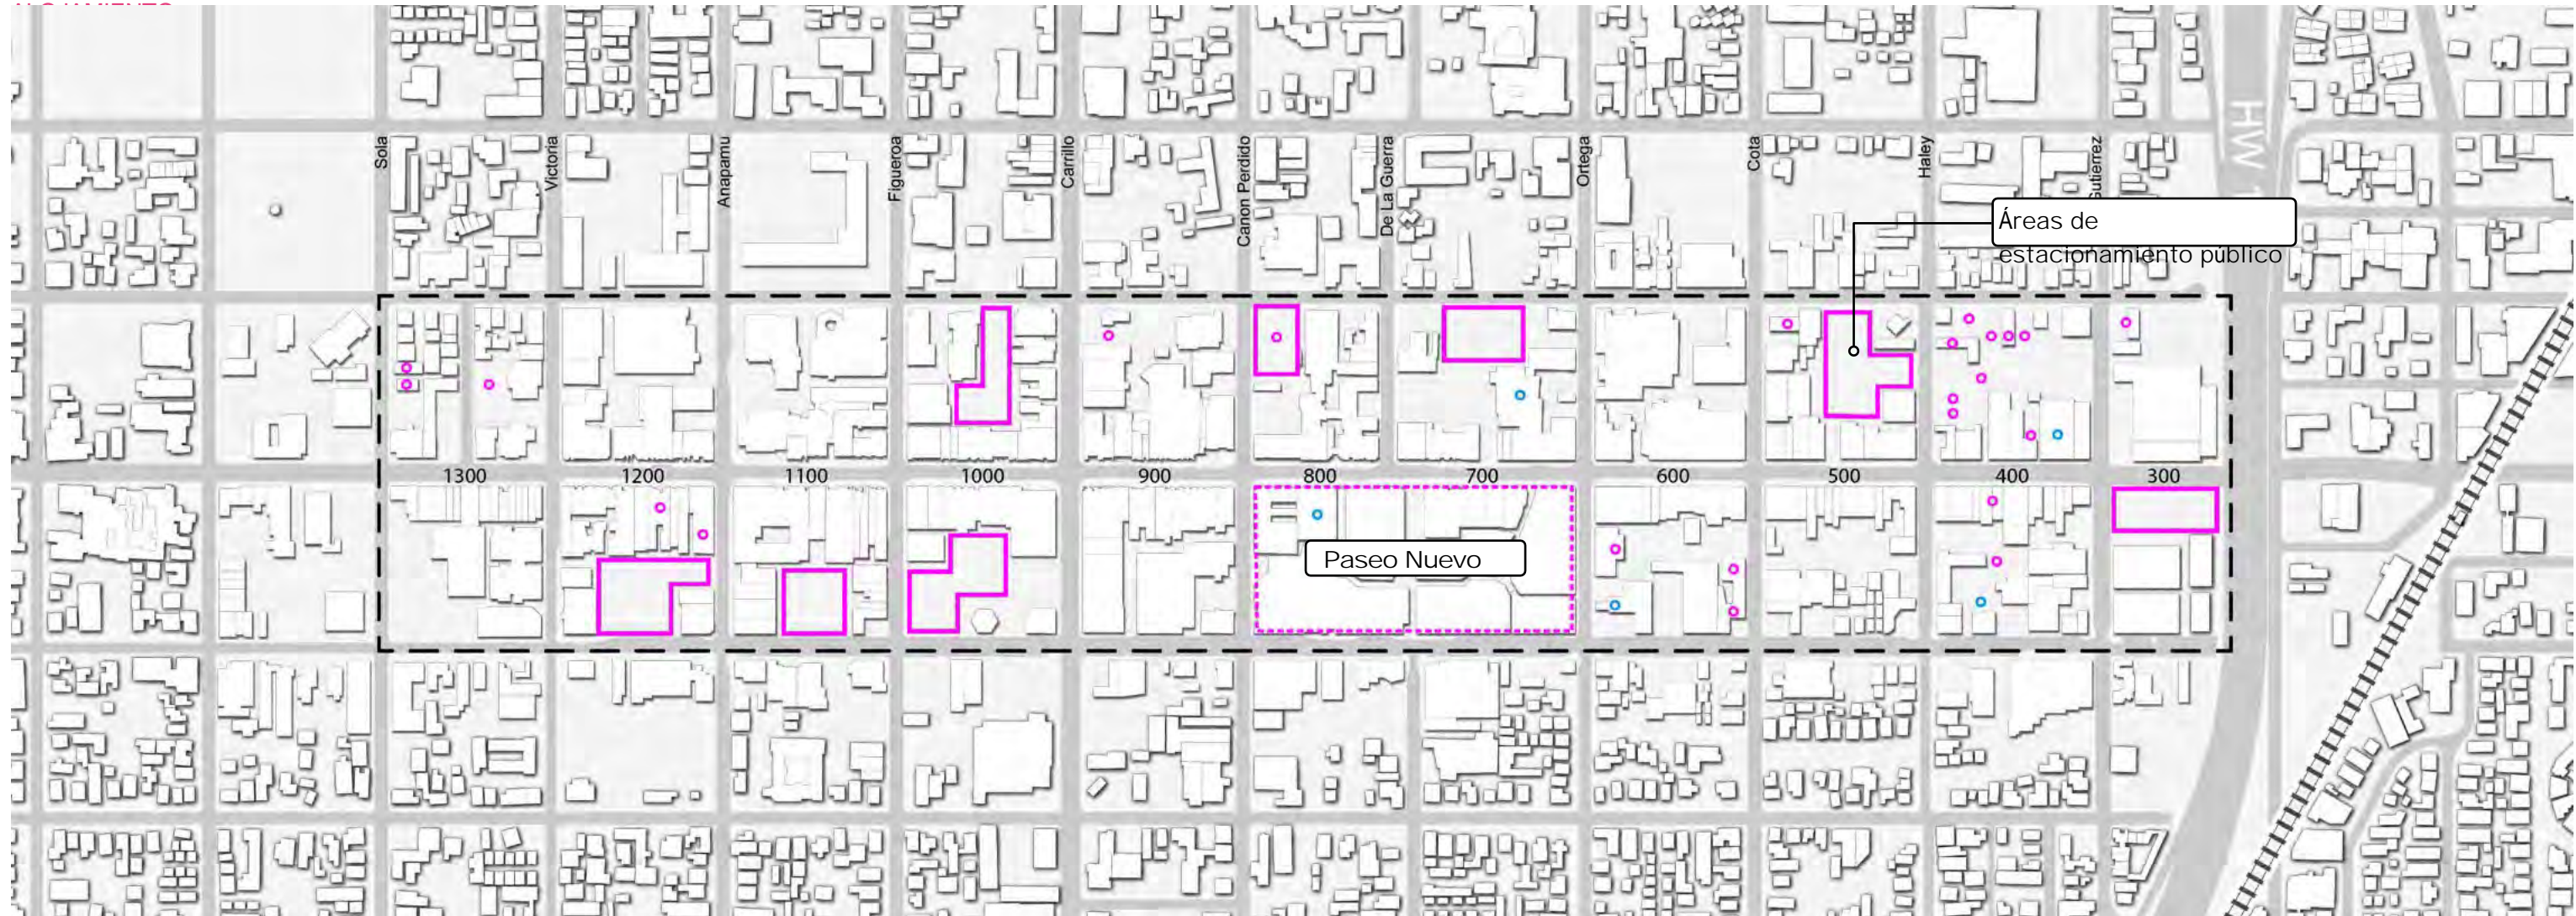 Sola
Victoria
Anapamu
Figueroa
Carrillo
Canon Perdido
De La Guerra
Ortega
Cota
Haley
HW
Áreas de
estacionamiento público
1300
1200
1100
1000
900
800
700
600
500
400
300
Paseo Nuevo